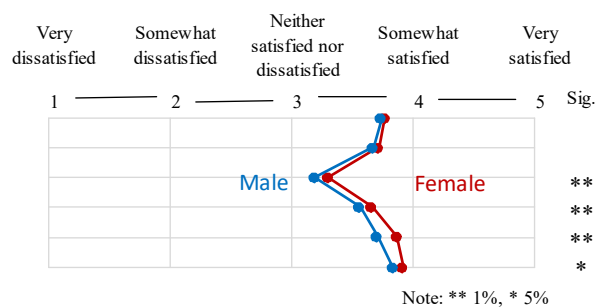 Very dissatisfied
Somewhat dissatisfied
Neither satisfied nor dissatisfied
Somewhat satisfied
Very satisfied
1 2 3 4 5 Sig.
Male Female **
**
**
*
Note: ** 1%, * 5%